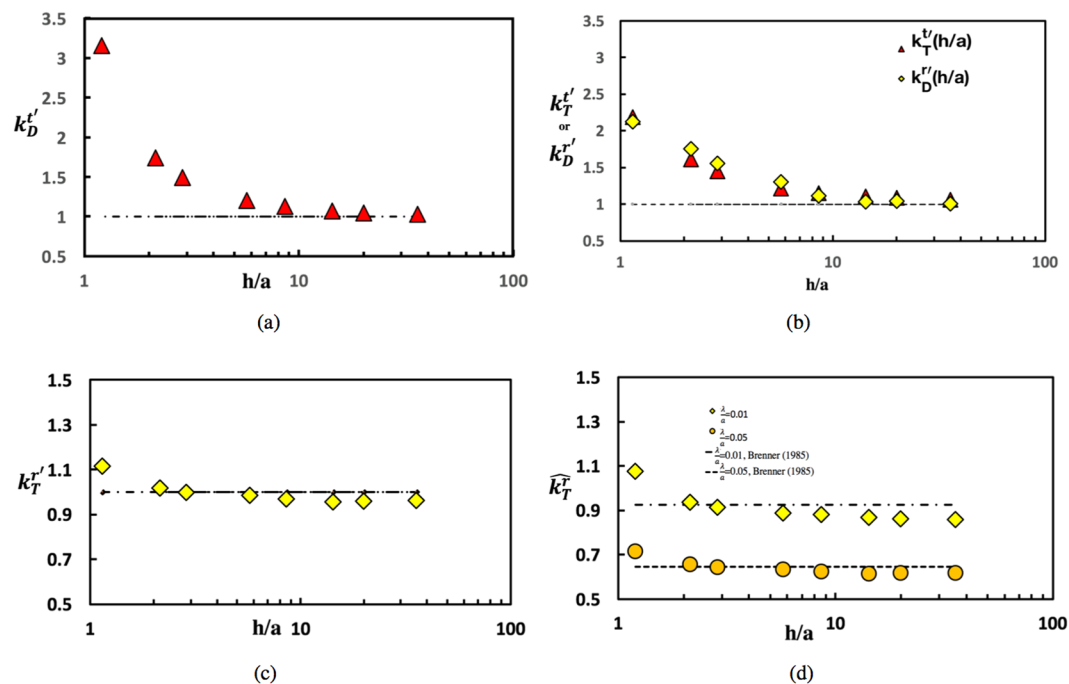 3.5
3
2.5
2
1.5
1
0.5
k_D^{t'}
1 10 100
h/a
(a)
3.5
3
2.5
2
1.5
1
0.5
k_T^{t'}
or
k_D^{r'}
k_T^{t'}(h/a)
k_D^{r'}(h/a)
1 10 100
h/a
(b)
1.5
1.3
1.1
0.9
0.7
0.5
k_T^{r'}
1 10 100
h/a
(c)
1.5
1.3
1.1
0.9
0.7
0.5
\widehat{k_T^r}
λ/a=0.01
λ/a=0.05
λ/a=0.01, Brenner (1985)
λ/a=0.05, Brenner (1985)
1 10 100
h/a
(d)